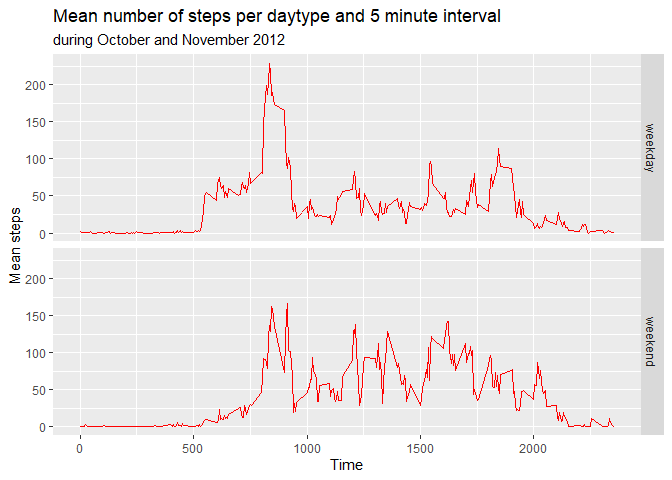 Mean number of steps per daytype and 5 minute interval
during October and November 2012
Mean steps
200
150
100
50
0
weekday
200
150
100
50
0
weekend
0 500 1000 1500 2000
Time